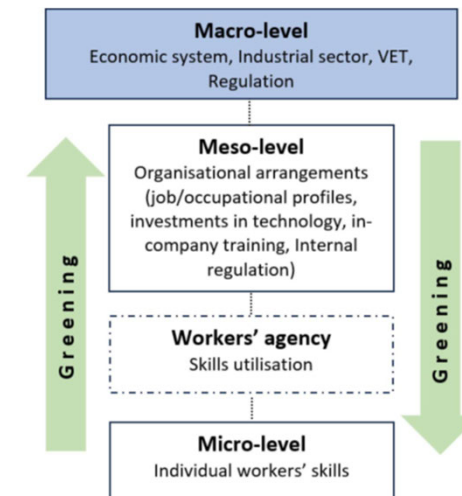 Macro-level
Economic system, Industrial sector, VET,
Regulation
Meso-level
Organisational arrangements
(job/occupational profiles,
investments in technology, in-
company training, Internal
regulation)
Workers’ agency
Skills utilisation
Micro-level
Individual workers’ skills
Greening
Greening